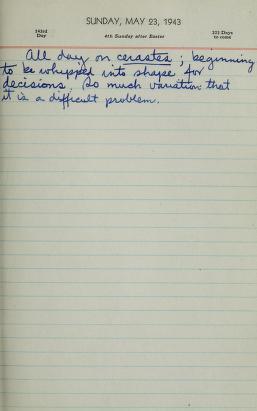 SUNDAY, MAY 23, 1943
143rd Day
4th Sunday after Easter
222 Days to come
All day on cerastes; beginning
to be whipped into shape for
decisions. So much variation that
it is a difficult problem.